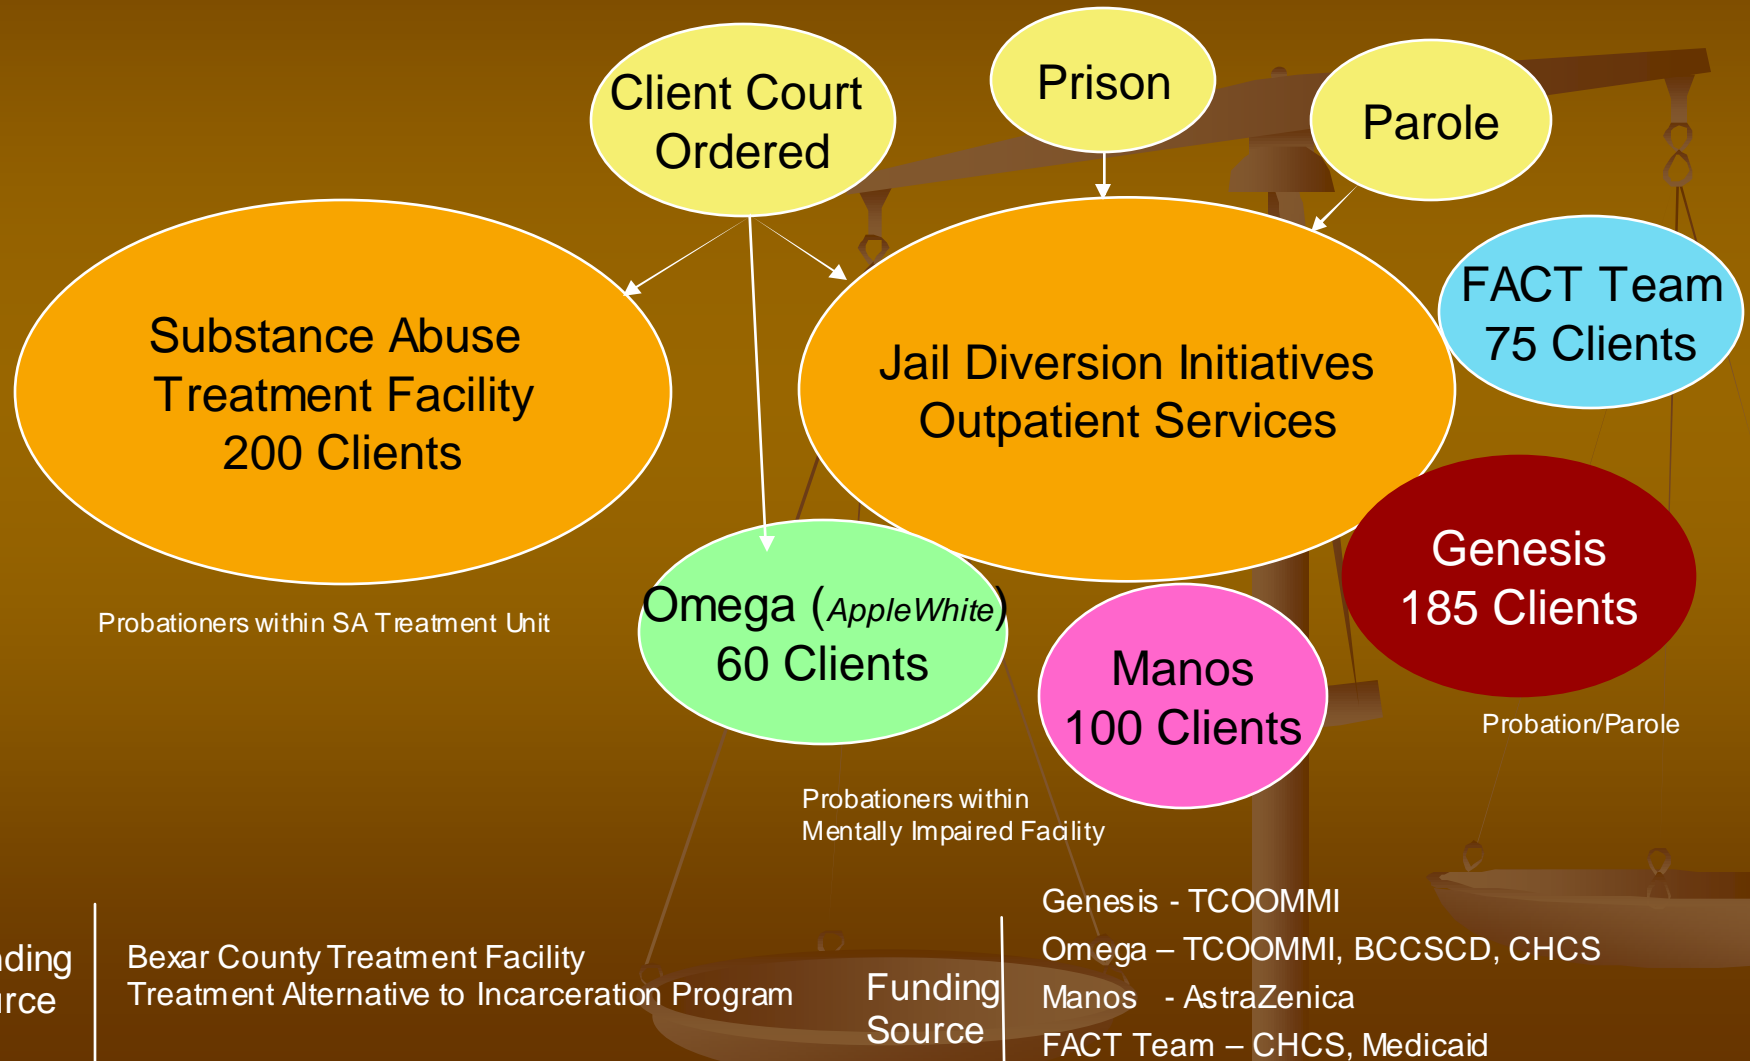 Client Court
Ordered
Prison
Parole
Substance Abuse
Treatment Facility
200 Clients
Jail Diversion Initiatives
Outpatient Services
FACT Team
75 Clients
Genesis
185 Clients
Omega (AppleWhite)
60 Clients
Manos
100 Clients
Probationers within SA Treatment Unit
Probation/Parole
Probationers within
Mentally Impaired Facility
Bexar County Treatment Facility
Treatment Alternative to Incarceration Program
Funding
Source
Genesis - TCOOMMI
Omega – TCOOMMI, BCCSCD, CHCS
Manos - AstraZenica
FACT Team – CHCS, Medicaid